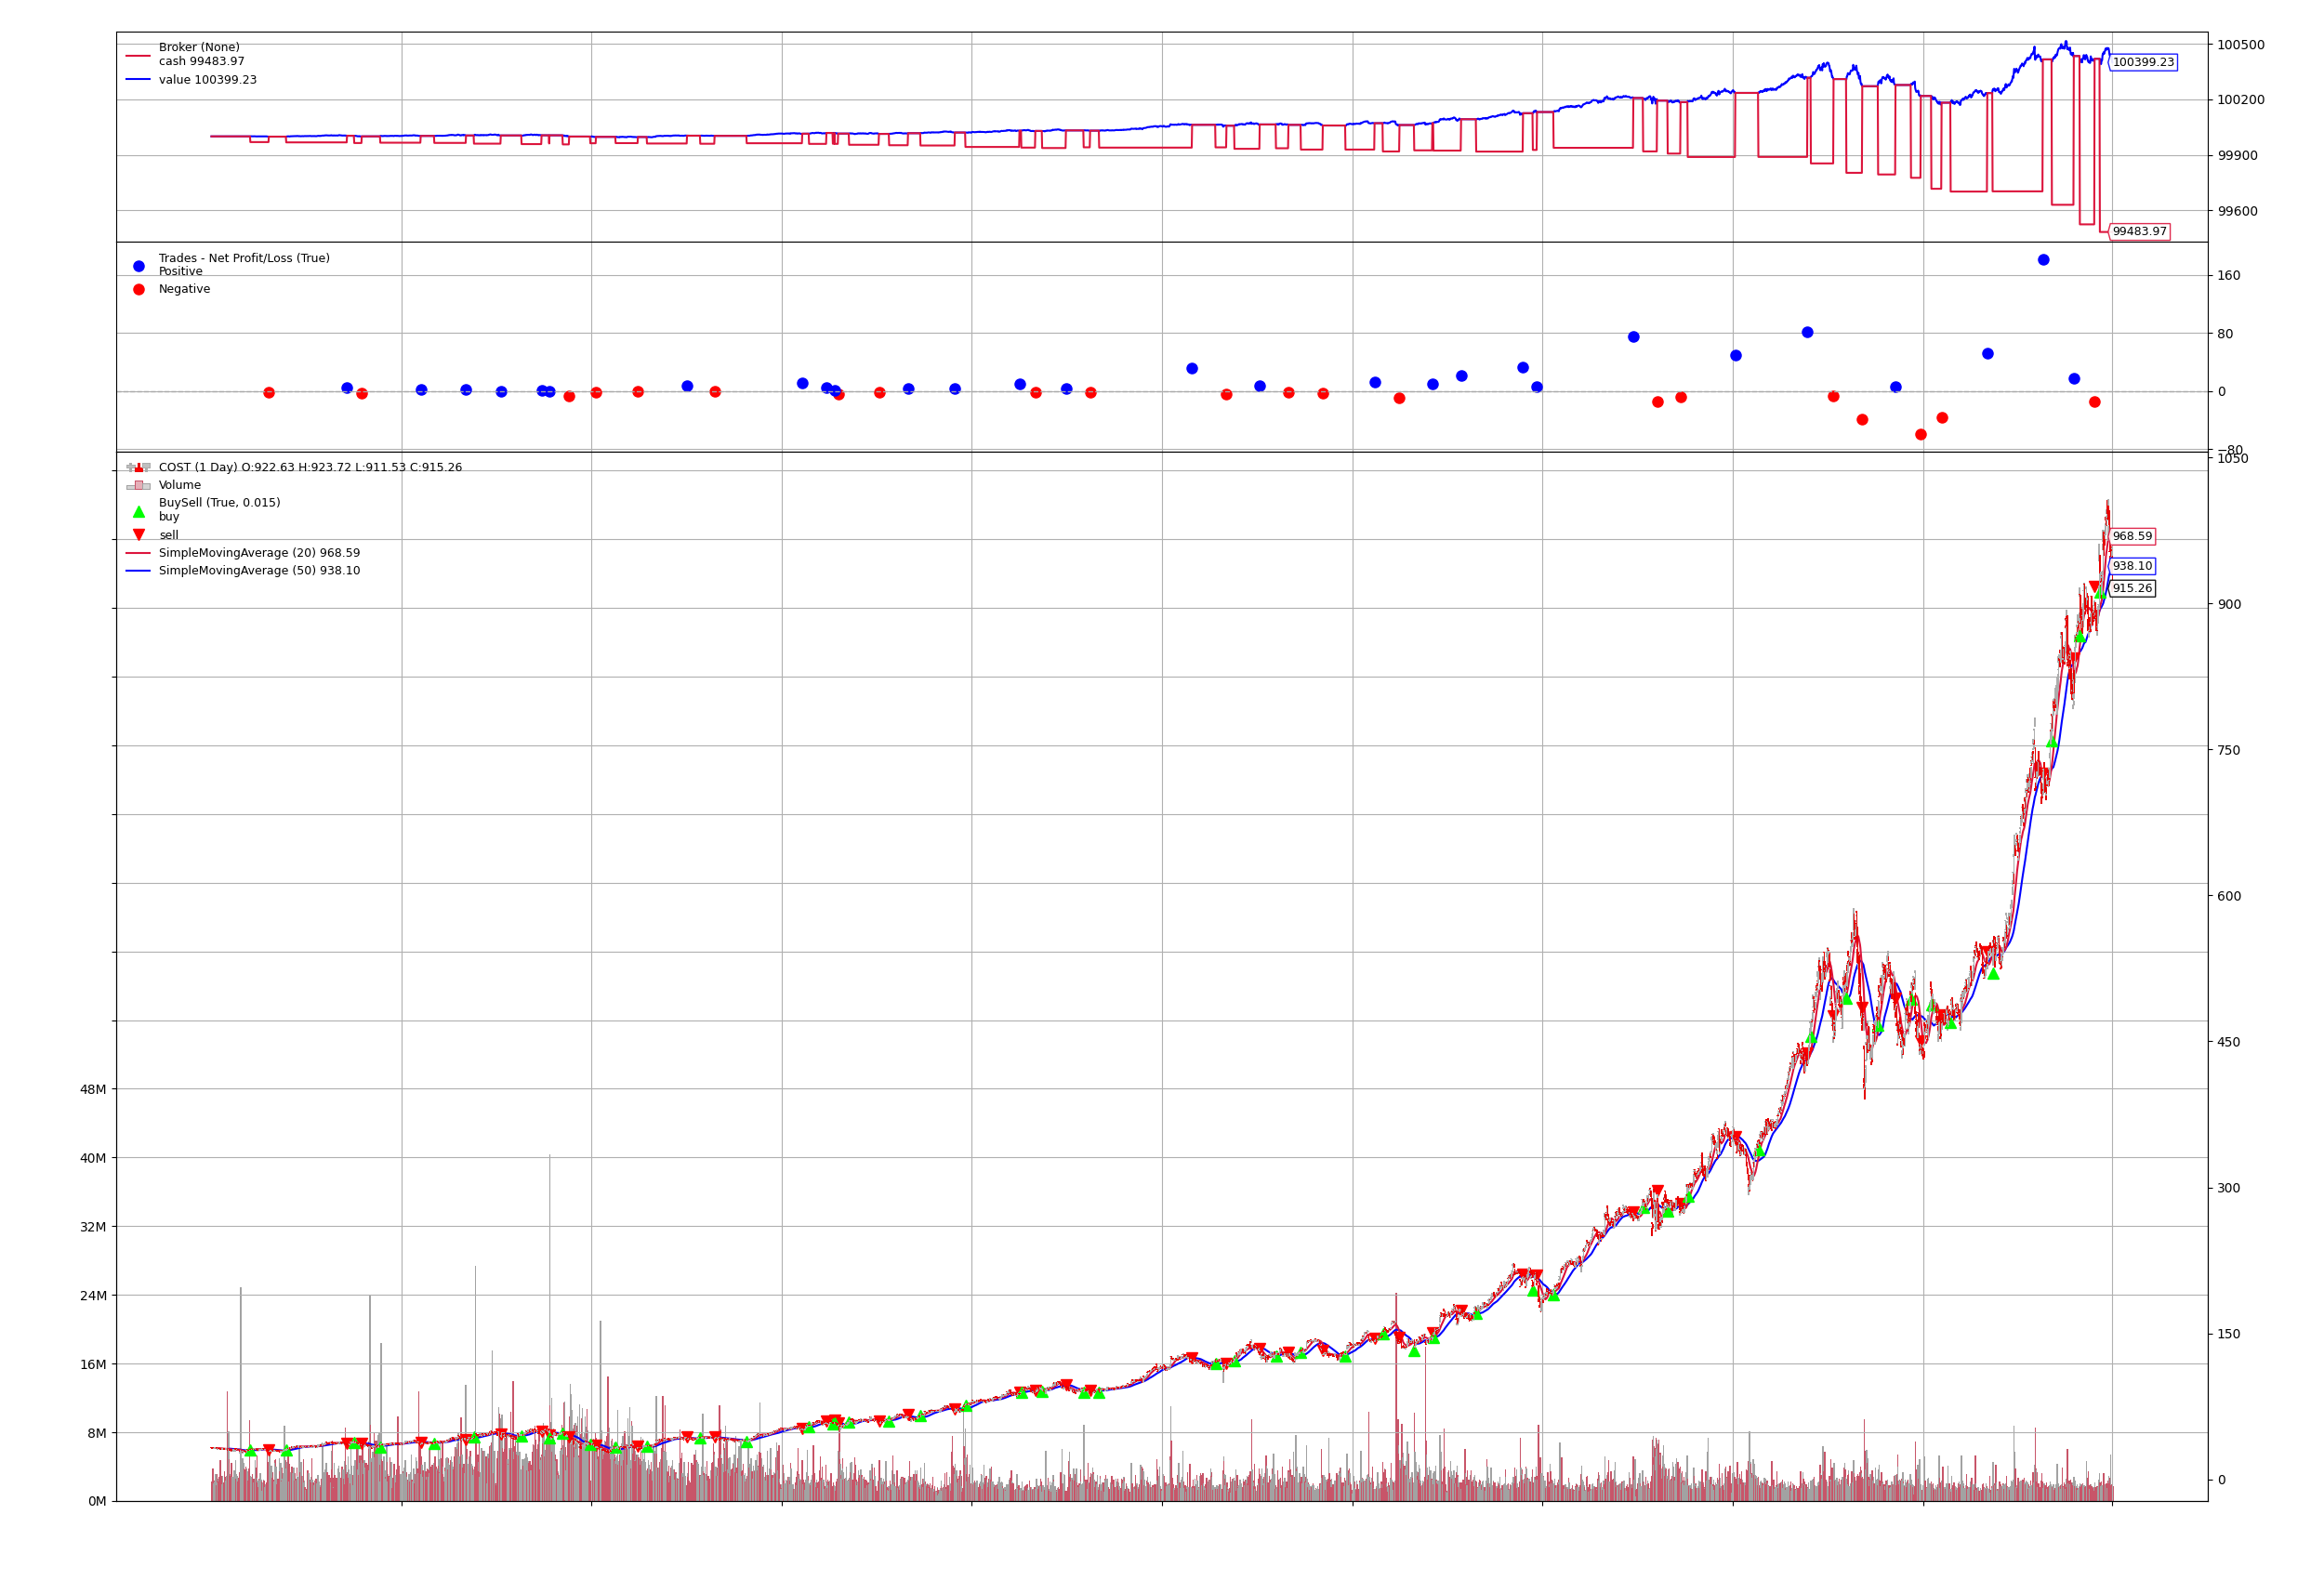 Broker (None)
cash 99483.97
value 100399.23
100500
100399.23
100200
99900
99600
99483.97
Trades - Net Profit/Loss (True)
Positive
Negative
160
80
0
−80
COST (1 Day) O:922.63 H:923.72 L:911.53 C:915.26
Volume
BuySell (True, 0.015)
buy
sell
SimpleMovingAverage (20) 968.59
SimpleMovingAverage (50) 938.10
1050
968.59
938.10
915.26
900
750
600
450
300
150
0
48M
40M
32M
24M
16M
8M
0M